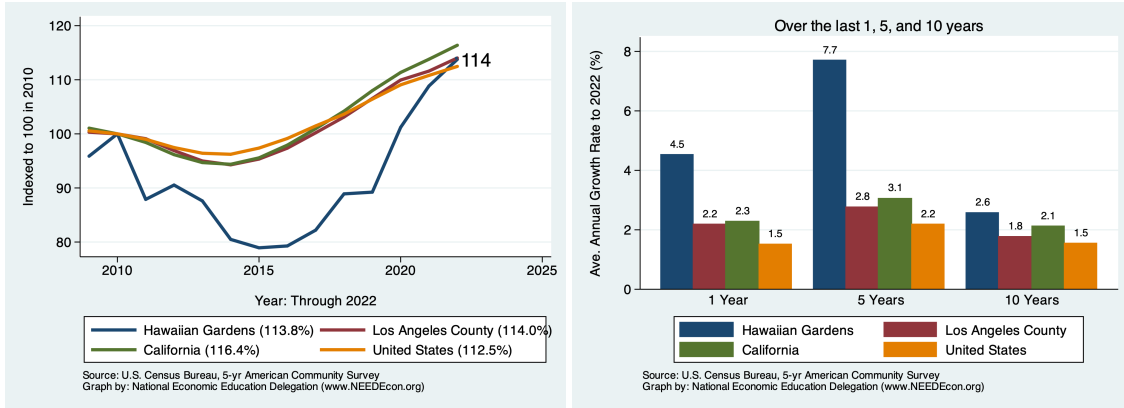 120
110
100
90
80
Indexed to 100 in 2010
114
2010
2015
2020
2025
Year: Through 2022
Hawaiian Gardens (113.8%)
Los Angeles County (114.0%)
California (116.4%)
United States (112.5%)
Source: U.S. Census Bureau, 5-yr American Community Survey
Graph by: National Economic Education Delegation (www.NEEDEcon.org)
Over the last 1, 5, and 10 years
Ave. Annual Growth Rate to 2022 (%)
8
6
4
2
0
4.5
2.2
2.3
1.5
7.7
2.8
3.1
2.2
2.6
1.8
2.1
1.5
1 Year
5 Years
10 Years
Hawaiian Gardens
Los Angeles County
California
United States
Source: U.S. Census Bureau, 5-yr American Community Survey
Graph by: National Economic Education Delegation (www.NEEDEcon.org)